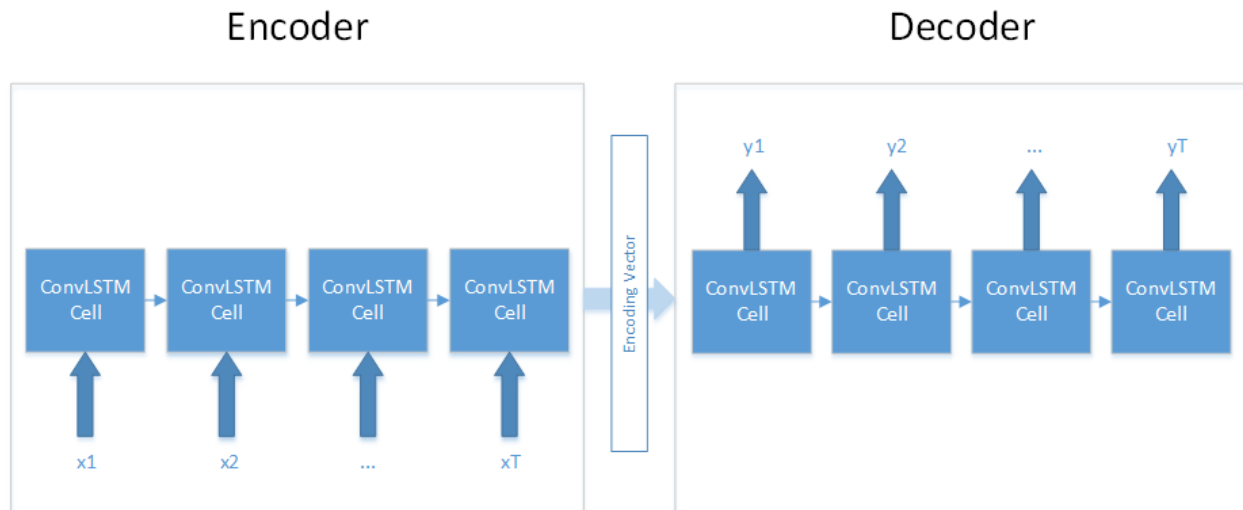 Encoder
Decoder
ConvLSTM
Cell
ConvLSTM
Cell
ConvLSTM
Cell
ConvLSTM
Cell
x1
x2
...
xT
Encoding Vector
y1
y2
...
yT
ConvLSTM
Cell
ConvLSTM
Cell
ConvLSTM
Cell
ConvLSTM
Cell